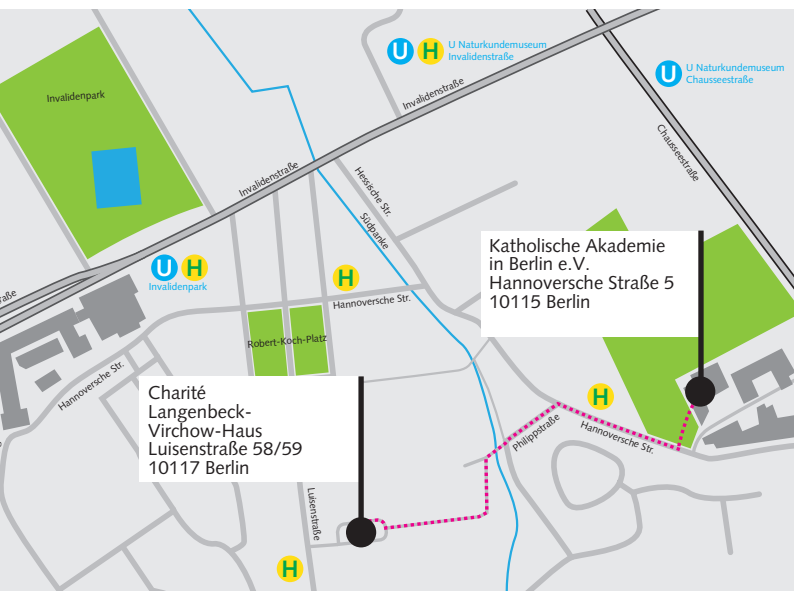 U H U Naturkundemuseum
Invalidenstraße
U U Naturkundemuseum
Chausseestraße
Invalidenpark
Invalidenstraße
Chausseestraße
Invalidenstraße
Hessische Str.
Südpanke
Katholische Akademie
in Berlin e.V.
Hannoversche Straße 5
10115 Berlin
U H
Invalidenpark
H
Hannoversche Str.
Robert-Koch-Platz
Hannoversche Str.
Charité
Langenbeck-
Virchow-Haus
Luisenstraße 58/59
10117 Berlin
H
Philippstraße
Hannoversche Str.
Luisenstraße
H